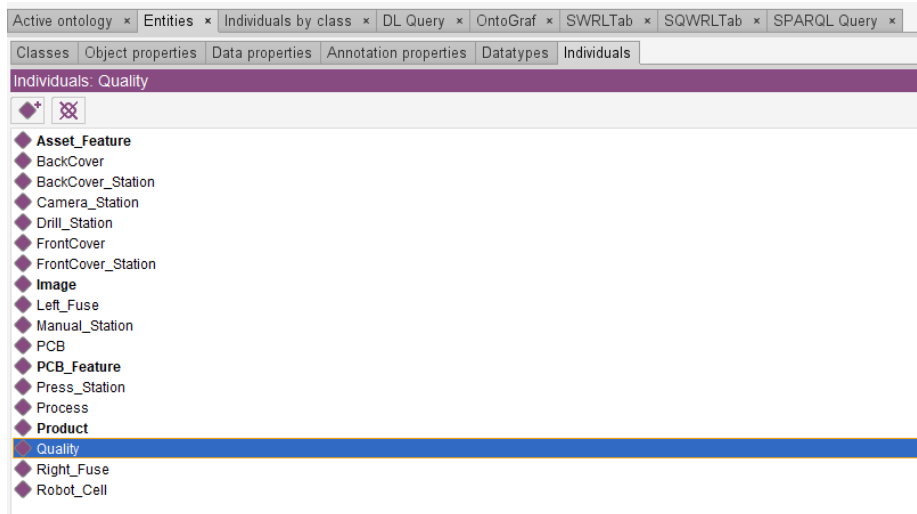 Active ontology × Entities × Individuals by class × DL Query × OntoGraf × SWRLTab × SQWRLTab × SPARQL Query ×
Classes Object properties Data properties Annotation properties Datatypes Individuals
Individuals: Quality
Asset_Feature
BackCover
BackCover_Station
Camera_Station
Drill_Station
FrontCover
FrontCover_Station
Image
Left_Fuse
Manual_Station
PCB
PCB_Feature
Press_Station
Process
Product
Quality
Right_Fuse
Robot_Cell